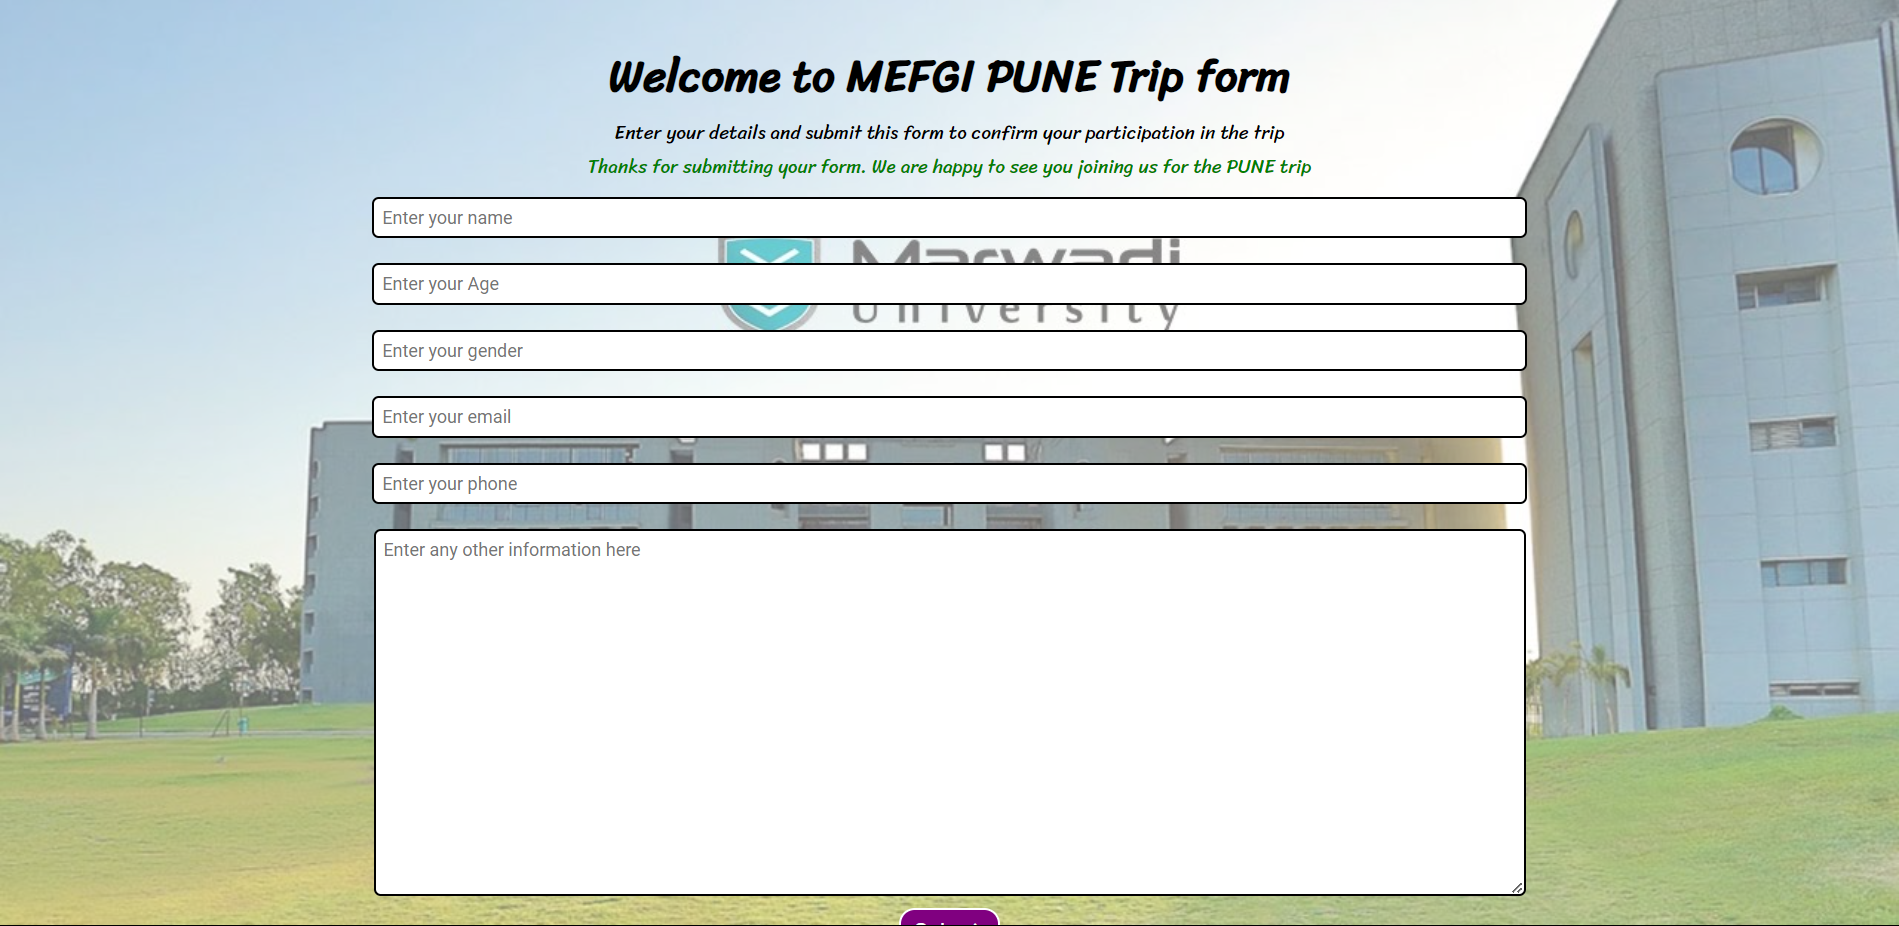 Welcome to MEFGI PUNE Trip form
Enter your details and submit this form to confirm your participation in the trip
Thanks for submitting your form. We are happy to see you joining us for the PUNE trip
Enter your name
Marwadi
Enter your Age
University
Enter your gender
Enter your email
Enter your phone
Enter any other information here
Submit